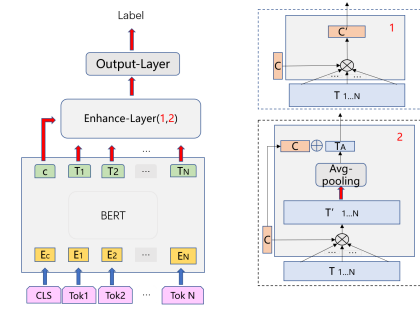 Label
Output-Layer
Enhance-Layer(1,2)
...
c T1 T2 ... TN
BERT
Ec E1 E2 ... EN
CLS Tok1 Tok2 ... Tok N
1
C'
C
... ...
T 1...N
2
C TA
Avg-
pooling
T' 1...N
C
... ...
T 1...N